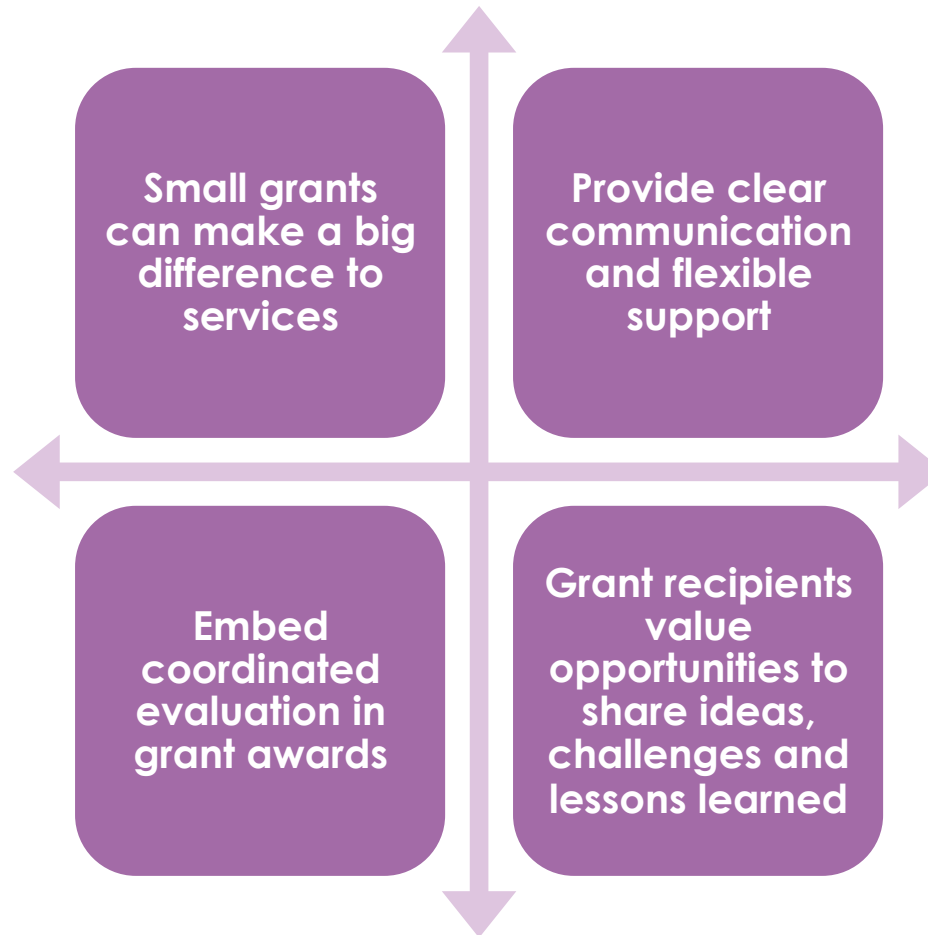 Small grants
can make a big
difference to
services
Provide clear
communication
and flexible
support
Embed
coordinated
evaluation in
grant awards
Grant recipients
value
opportunities to
share ideas,
challenges and
lessons learned